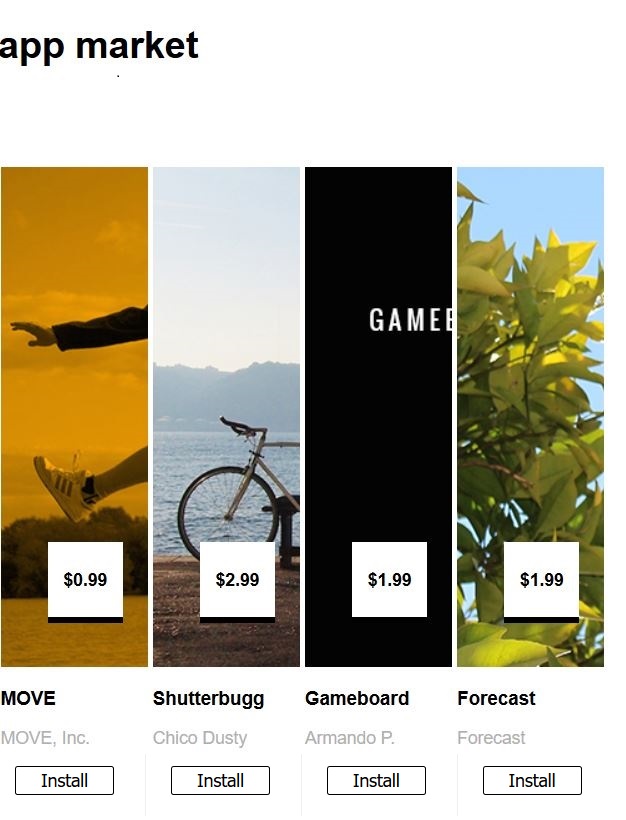 app market
GAMEB
$0.99
$2.99
$1.99
$1.99
MOVE
Shutterbugg
Gameboard
Forecast
MOVE, Inc.
Chico Dusty
Armando P.
Forecast
Install
Install
Install
Install